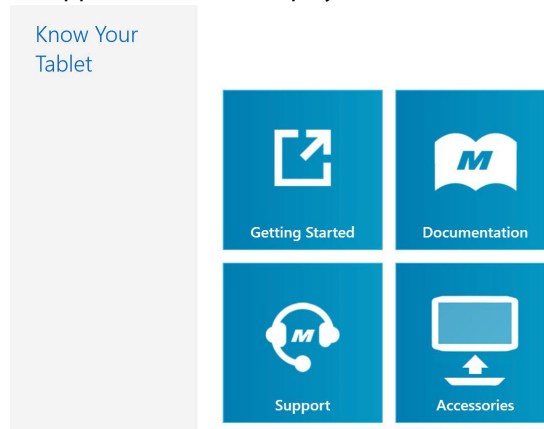 Know Your
Tablet
Getting Started
M
Documentation
M
Support
Accessories